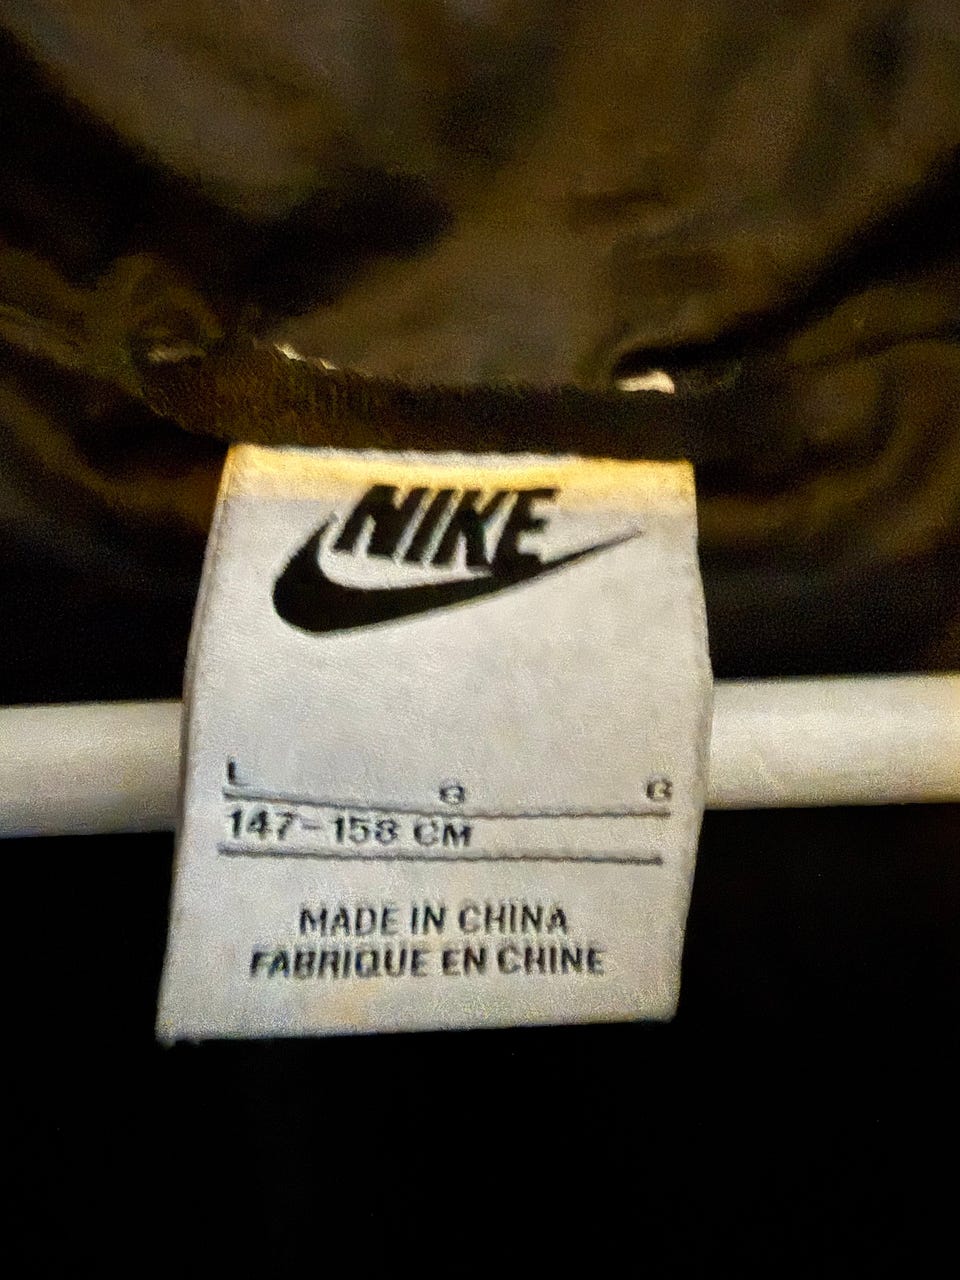 NIKE
L G G
147-158 CM
MADE IN CHINA
FABRIQUE EN CHINE